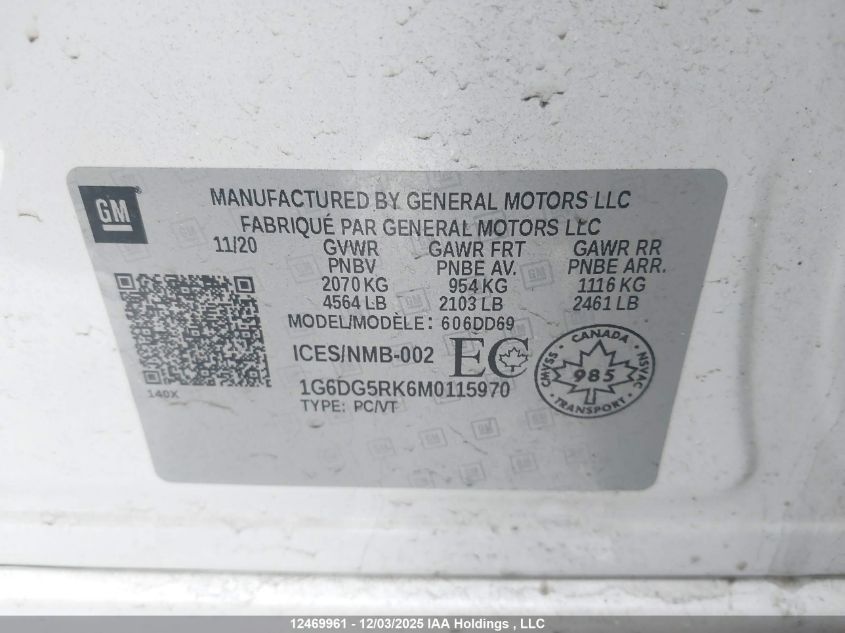 GM
MANUFACTURED BY GENERAL MOTORS LLC
FABRIQUÉ PAR GENERAL MOTORS LLC
11/20 GVWR GAWR FRT GAWR RR
PNBV PNBE AV. PNBE ARR.
2070 KG 954 KG 1116 KG
4564 LB 2103 LB 2461 LB
MODEL/MODÈLE: 606DD69
ICES/NMB-002 EC
CANADA
CMVSS 985 NSVAC
TRANSPORT
1G6DG5RK6M0115970
140X TYPE: PC/VT
12469961 - 12/03/2025 IAA Holdings , LLC